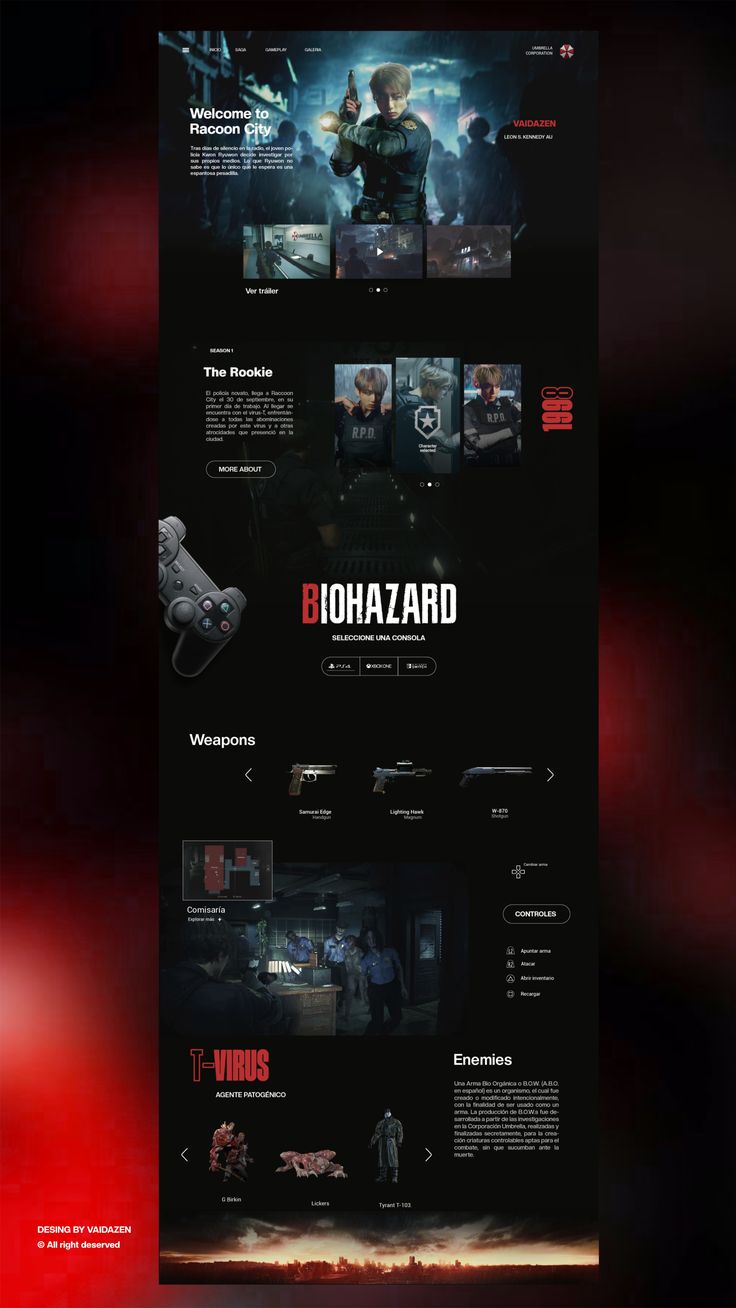 INICIO
SAGA
GAMEPLAY
GALERIA
UMBRELLA
CORPORATION
Welcome to
Racoon City
Tras días de silencio en la radio, el joven po-
licía Kwon Ryuwon decide investigar por
sus propios medios. Lo que Ryuwon no
sabe es que lo único que le espera es una
espantosa pesadilla.
VAIDAZEN
LEON S. KENNEDY AU
UMBRELLA
Ver tráiler
SEASON 1
The Rookie
El policía novato, llega a Raccoon
City el 30 de septiembre, en su
primer día de trabajo. Al llegar se
encuentra con el virus-T, enfrentán-
dose a todas las abominaciones
creadas por este virus y a otras
atrocidades que presenció en la
ciudad.
MORE ABOUT
R.P.D.
Character
selected
R.P.D.
1998
BIOHAZARD
SELECCIONE UNA CONSOLA
PS4
XBOX ONE
Weapons
Samurai Edge
Handgun
Lighting Hawk
Magnum
W-870
Shotgun
Comisaría
Explorar más +
Cambiar arma
CONTROLES
Apuntar arma
Atacar
Abrir inventario
Recargar
T-VIRUS
AGENTE PATOGÉNICO
G Birkin
Lickers
Tyrant T-103
Enemies
Una Arma Bio Orgánica o B.O.W. (A.B.O.
en español) es un organismo, el cual fue
creado o modificado intencionalmente,
con la finalidad de ser usado como un
arma. La producción de B.O.W.s fue de-
sarrollada a partir de las investigaciones
en la Corporación Umbrella, realizadas y
finalizadas secretamente, para la crea-
ción criaturas controlables aptas para el
combate, sin que sucumban ante la
muerte.
DESING BY VAIDAZEN
© All right deserved